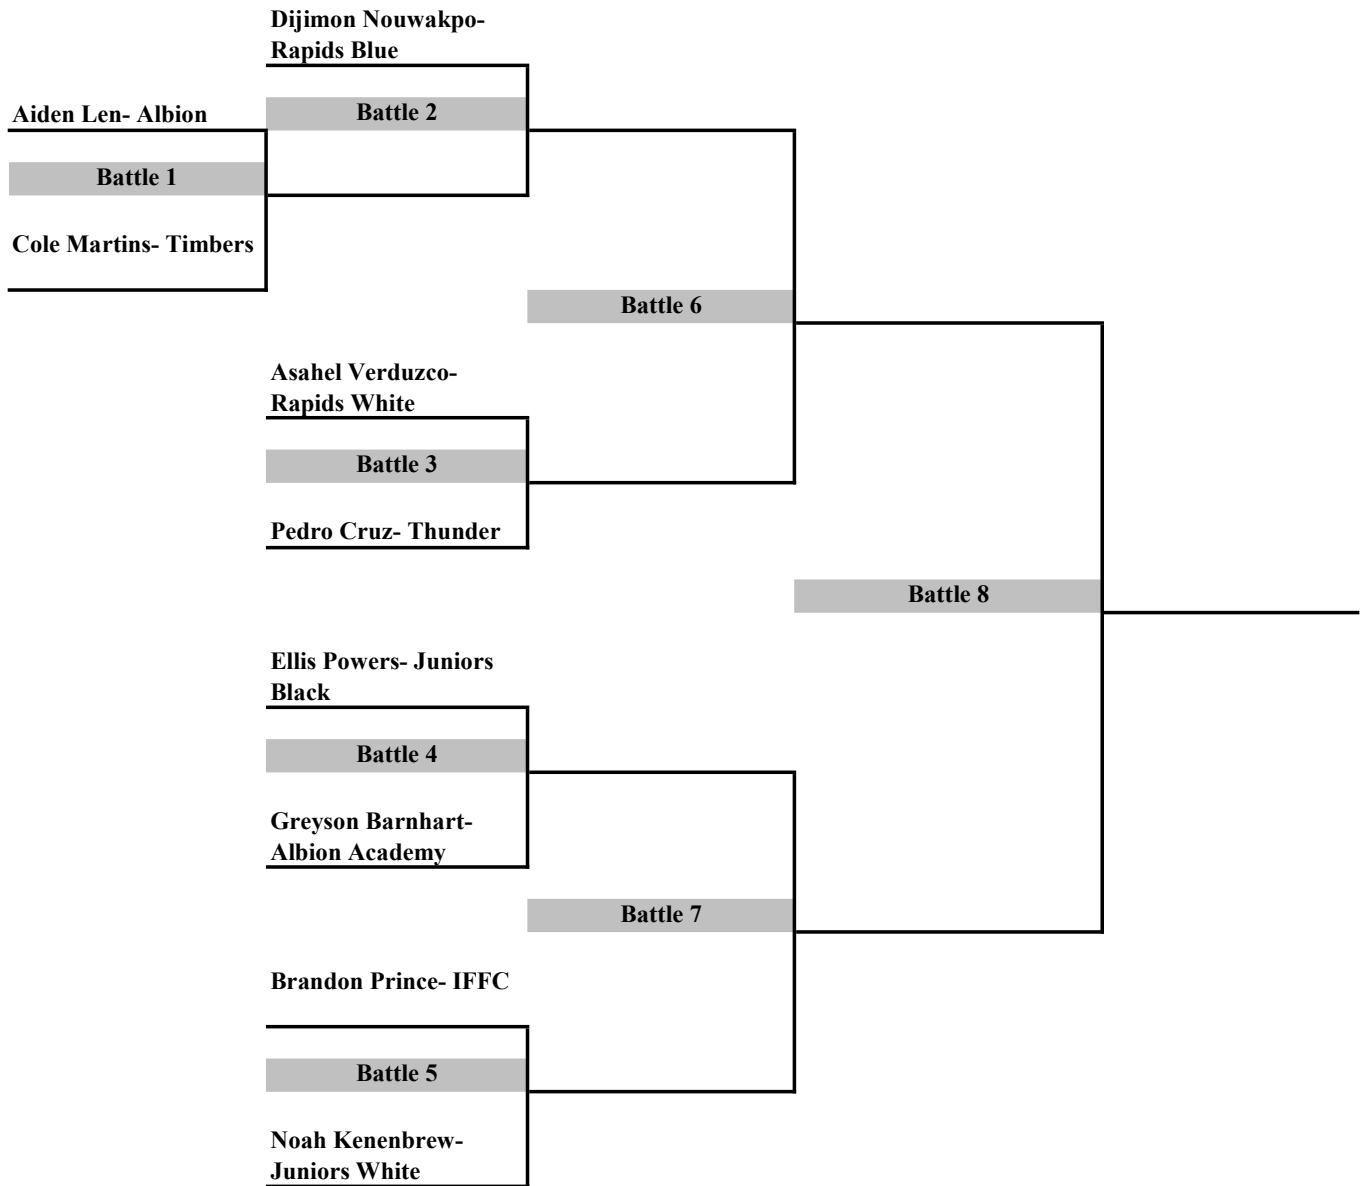 Dijimon Nouwakpo-
Rapids Blue
Aiden Len- Albion
Battle 2
Battle 1
Cole Martins- Timbers
Battle 6
Asahel Verduzco-
Rapids White
Battle 3
Pedro Cruz- Thunder
Battle 8
Ellis Powers- Juniors
Black
Battle 4
Greyson Barnhart-
Albion Academy
Battle 7
Brandon Prince- IFFC
Battle 5
Noah Kenenbrew-
Juniors White